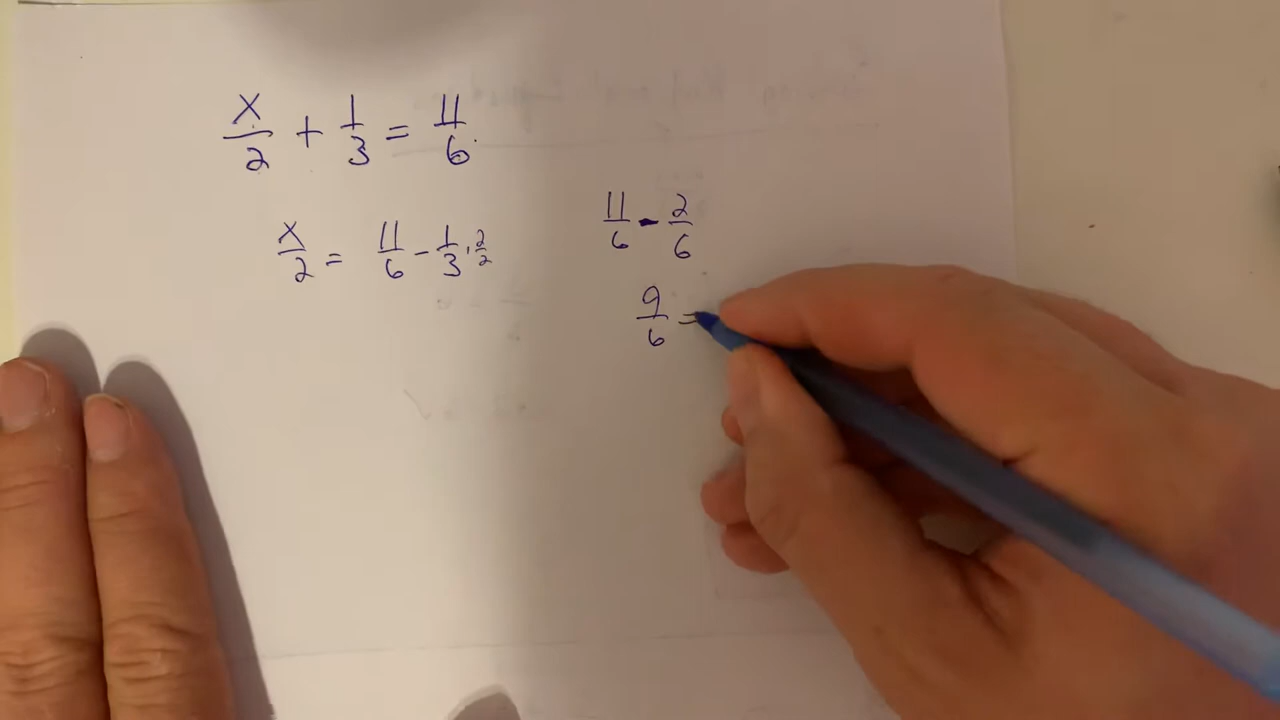 x/2 + 1/3 = 11/6
x/2 = 11/6 - 1/3 · 2/2
11/6 - 2/6
9/6 =